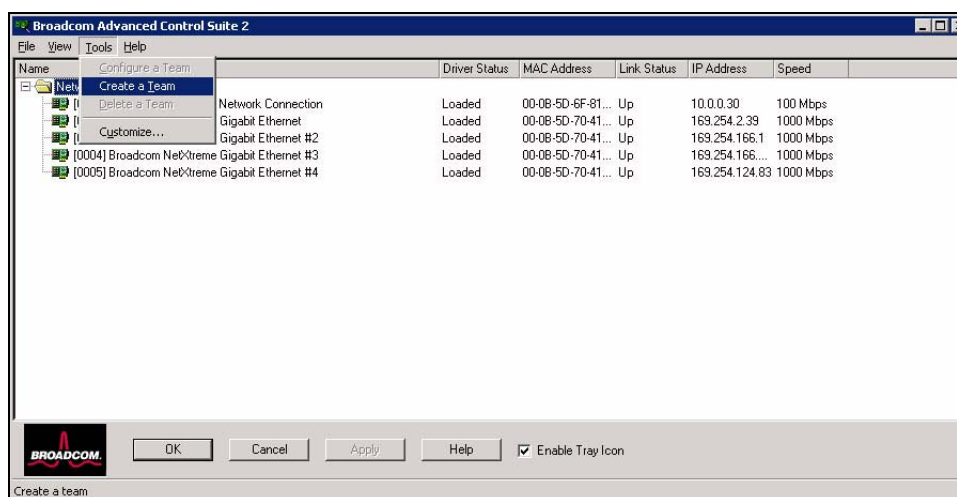 Broadcom Advanced Control Suite 2
File View Tools Help
Name Driver Status MAC Address Link Status IP Address Speed
Configure a Team
Create a Team
Delete a Team
Customize...
Network Connection Loaded 00-0B-5D-6F-81... Up 10.0.0.30 100 Mbps
Gigabit Ethernet Loaded 00-0B-5D-70-41... Up 169.254.2.39 1000 Mbps
Gigabit Ethernet #2 Loaded 00-0B-5D-70-41... Up 169.254.166.1 1000 Mbps
[0004] Broadcom NetXtreme Gigabit Ethernet #3 Loaded 00-0B-5D-70-41... Up 169.254.166.... 1000 Mbps
[0005] Broadcom NetXtreme Gigabit Ethernet #4 Loaded 00-0B-5D-70-41... Up 169.254.124.83 1000 Mbps
BROADCOM.
OK Cancel Apply Help Enable Tray Icon
Create a team